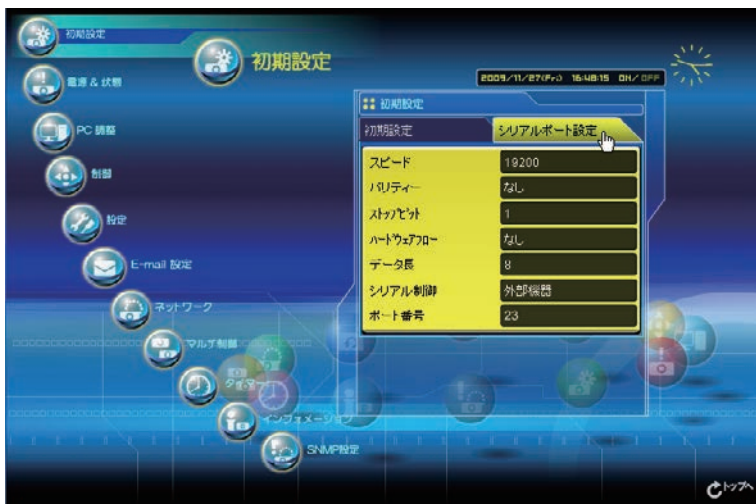 初期設定
電源 & 状態
PC 調整
制御
設定
E-mail 設定
ネットワーク
マルチ制御
タイマー
インフォメーション
SNMP設定
初期設定
2009/11/27(Fri) 16:48:15 ON/OFF
初期設定
初期設定 シリアルポート設定
スピード 19200
パリティー なし
ストップビット 1
ハードウェアフロー なし
データ長 8
シリアル制御 外部機器
ポート番号 23
トップへ